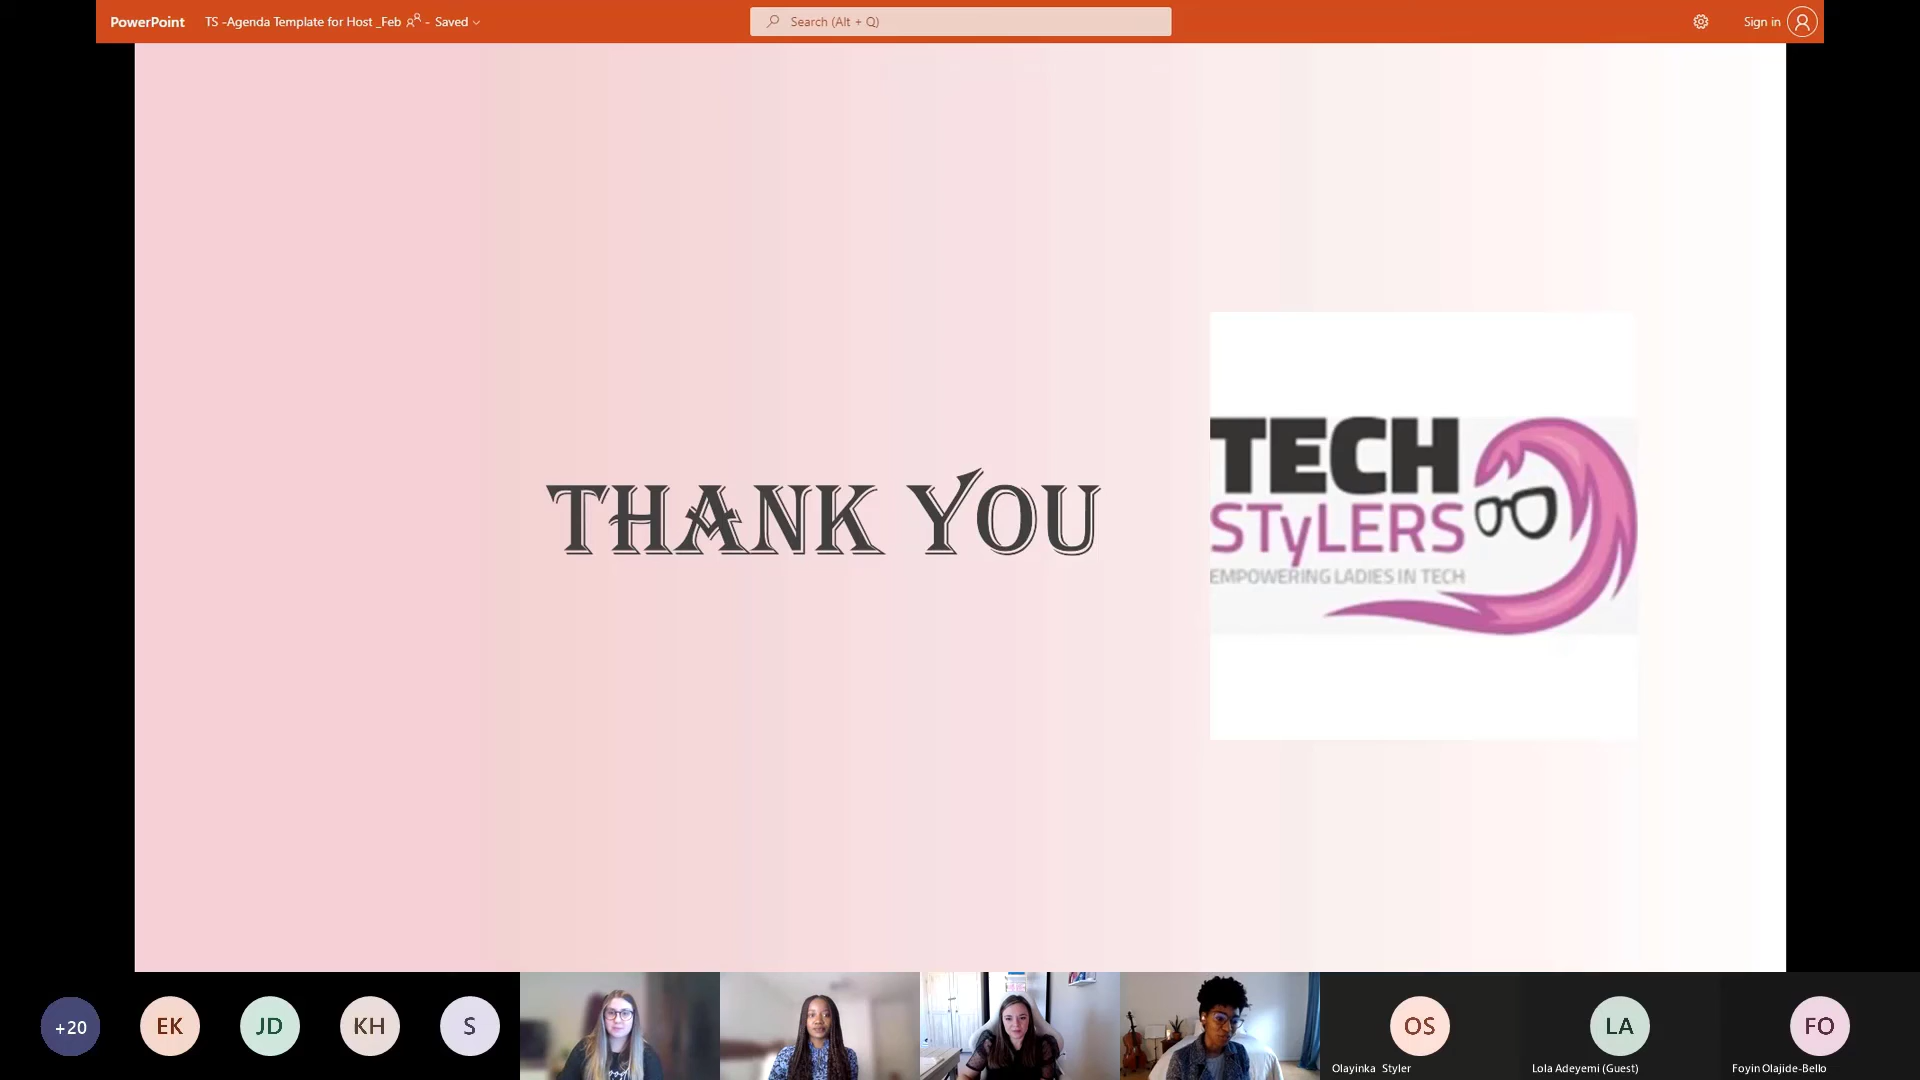 PowerPoint TS -Agenda Template for Host _Feb - Saved Search (Alt + Q) Sign in
THANK YOU
TECH
STyLERS
EMPOWERING LADIES IN TECH
+20 EK JD KH S OS LA FO
Olayinka Styler Lola Adeyemi (Guest) Foyin Olajide-Bello